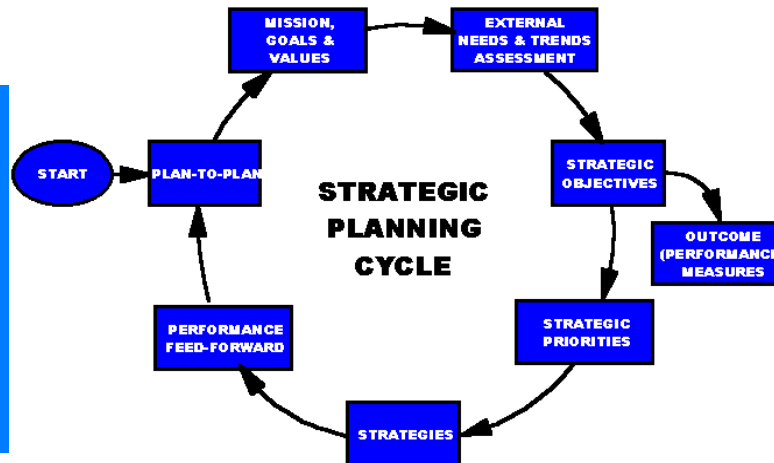 MISSION,
GOALS &
VALUES
EXTERNAL
NEEDS & TRENDS
ASSESSMENT
START
PLAN-TO-PLAN
STRATEGIC
OBJECTIVES
STRATEGIC
PLANNING
CYCLE
OUTCOME
(PERFORMANCE
MEASURES
PERFORMANCE
FEED-FORWARD
STRATEGIC
PRIORITIES
STRATEGIES